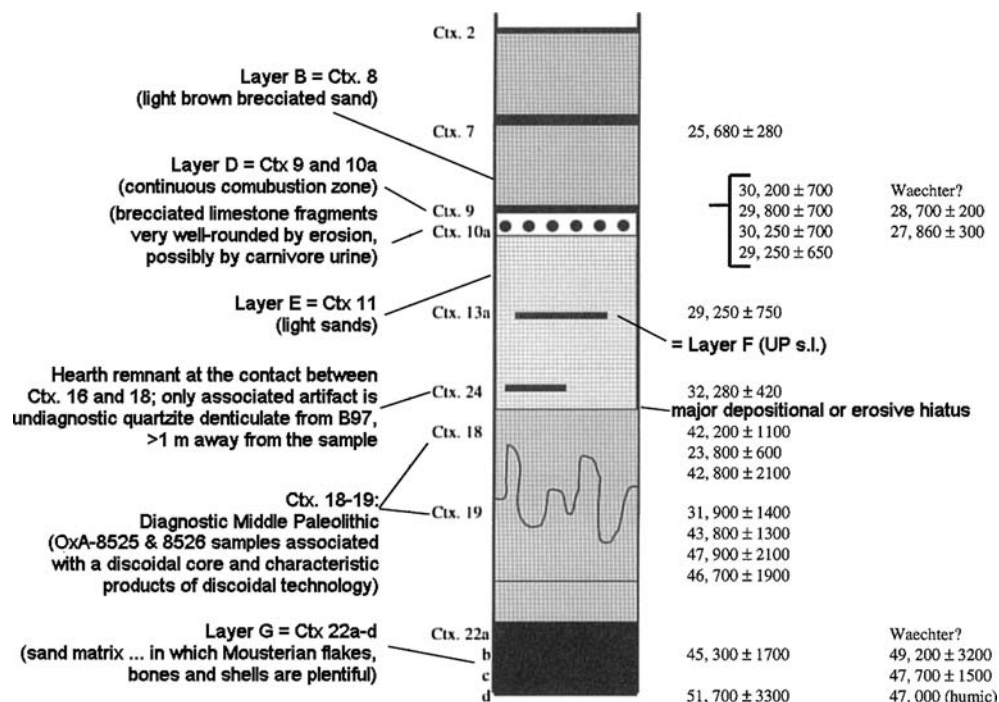 Ctx. 2
Layer B = Ctx. 8
(light brown brecciated sand)
Ctx. 7
25, 680 ± 280
Layer D = Ctx 9 and 10a
(continuous comubustion zone)
(brecciated limestone fragments
very well-rounded by erosion,
possibly by carnivore urine)
Ctx. 9
Ctx. 10a
30, 200 ± 700
29, 800 ± 700
30, 250 ± 700
29, 250 ± 650
Waechter?
28, 700 ± 200
27, 860 ± 300
Layer E = Ctx 11
(light sands)
Ctx. 13a
29, 250 ± 750
= Layer F (UP s.l.)
Hearth remnant at the contact between
Ctx. 16 and 18; only associated artifact is
undiagnostic quartzite denticulate from B97,
>1 m away from the sample
Ctx. 24
32, 280 ± 420
major depositional or erosive hiatus
Ctx. 18
42, 200 ± 1100
23, 800 ± 600
42, 800 ± 2100
Ctx. 18-19:
Diagnostic Middle Paleolithic
(OxA-8525 & 8526 samples associated
with a discoidal core and characteristic
products of discoidal technology)
Ctx. 19
31, 900 ± 1400
43, 800 ± 1300
47, 900 ± 2100
46, 700 ± 1900
Layer G = Ctx 22a-d
(sand matrix ... in which Mousterian flakes,
bones and shells are plentiful)
Ctx. 22a
b
c
d
45, 300 ± 1700
51, 700 ± 3300
Waechter?
49, 200 ± 3200
47, 700 ± 1500
47, 000 (humic)